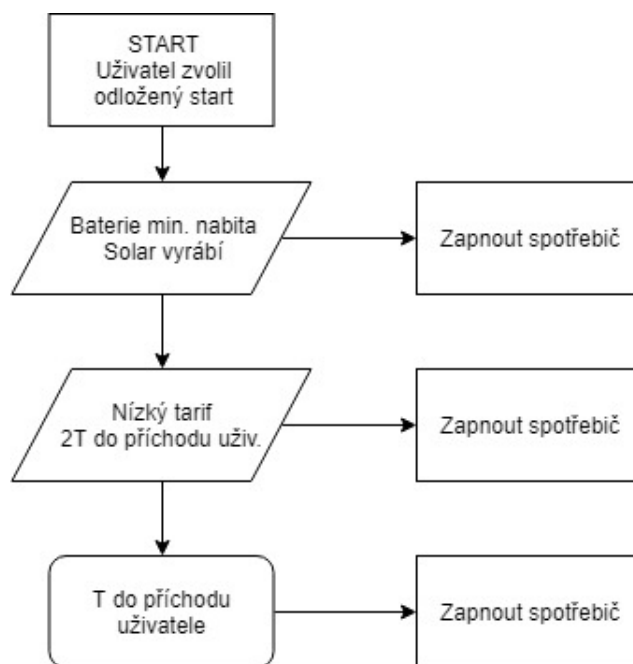 START
Uživatel zvolil
odložený start
Baterie min. nabita
Solar vyrábí
Zapnout spotřebič
Nízký tarif
2T do příchodu uživ.
Zapnout spotřebič
T do příchodu
uživatele
Zapnout spotřebič